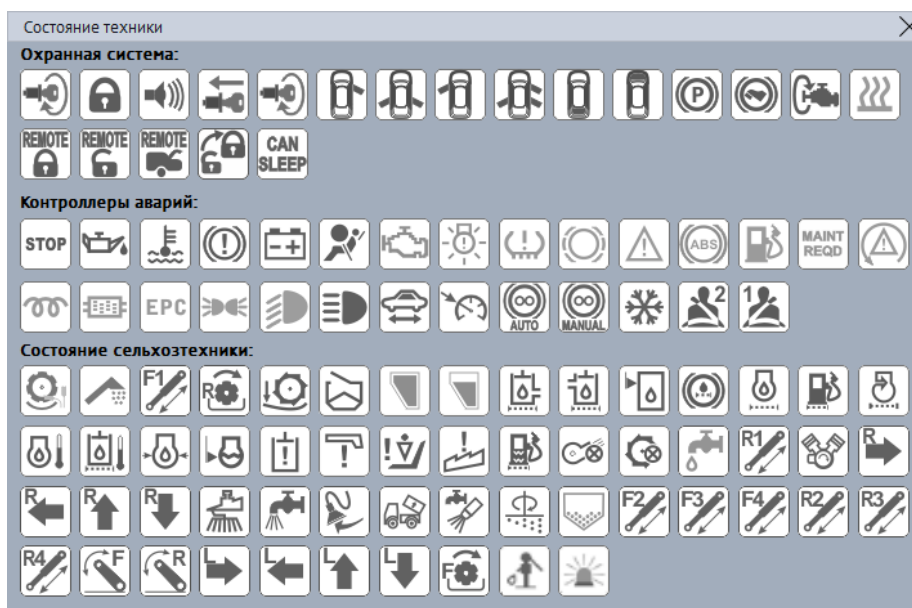 Состояние техники
Охранная система:
P
REMOTE REMOTE REMOTE CAN SLEEP
Контроллеры аварий:
STOP ABS MAINT REQD
EPC AUTO MANUAL 2 1
Состояние сельхозтехники:
F1 R
R1 R
R R R F2 F3 F4 R2 R3
R4 F R L L L L F